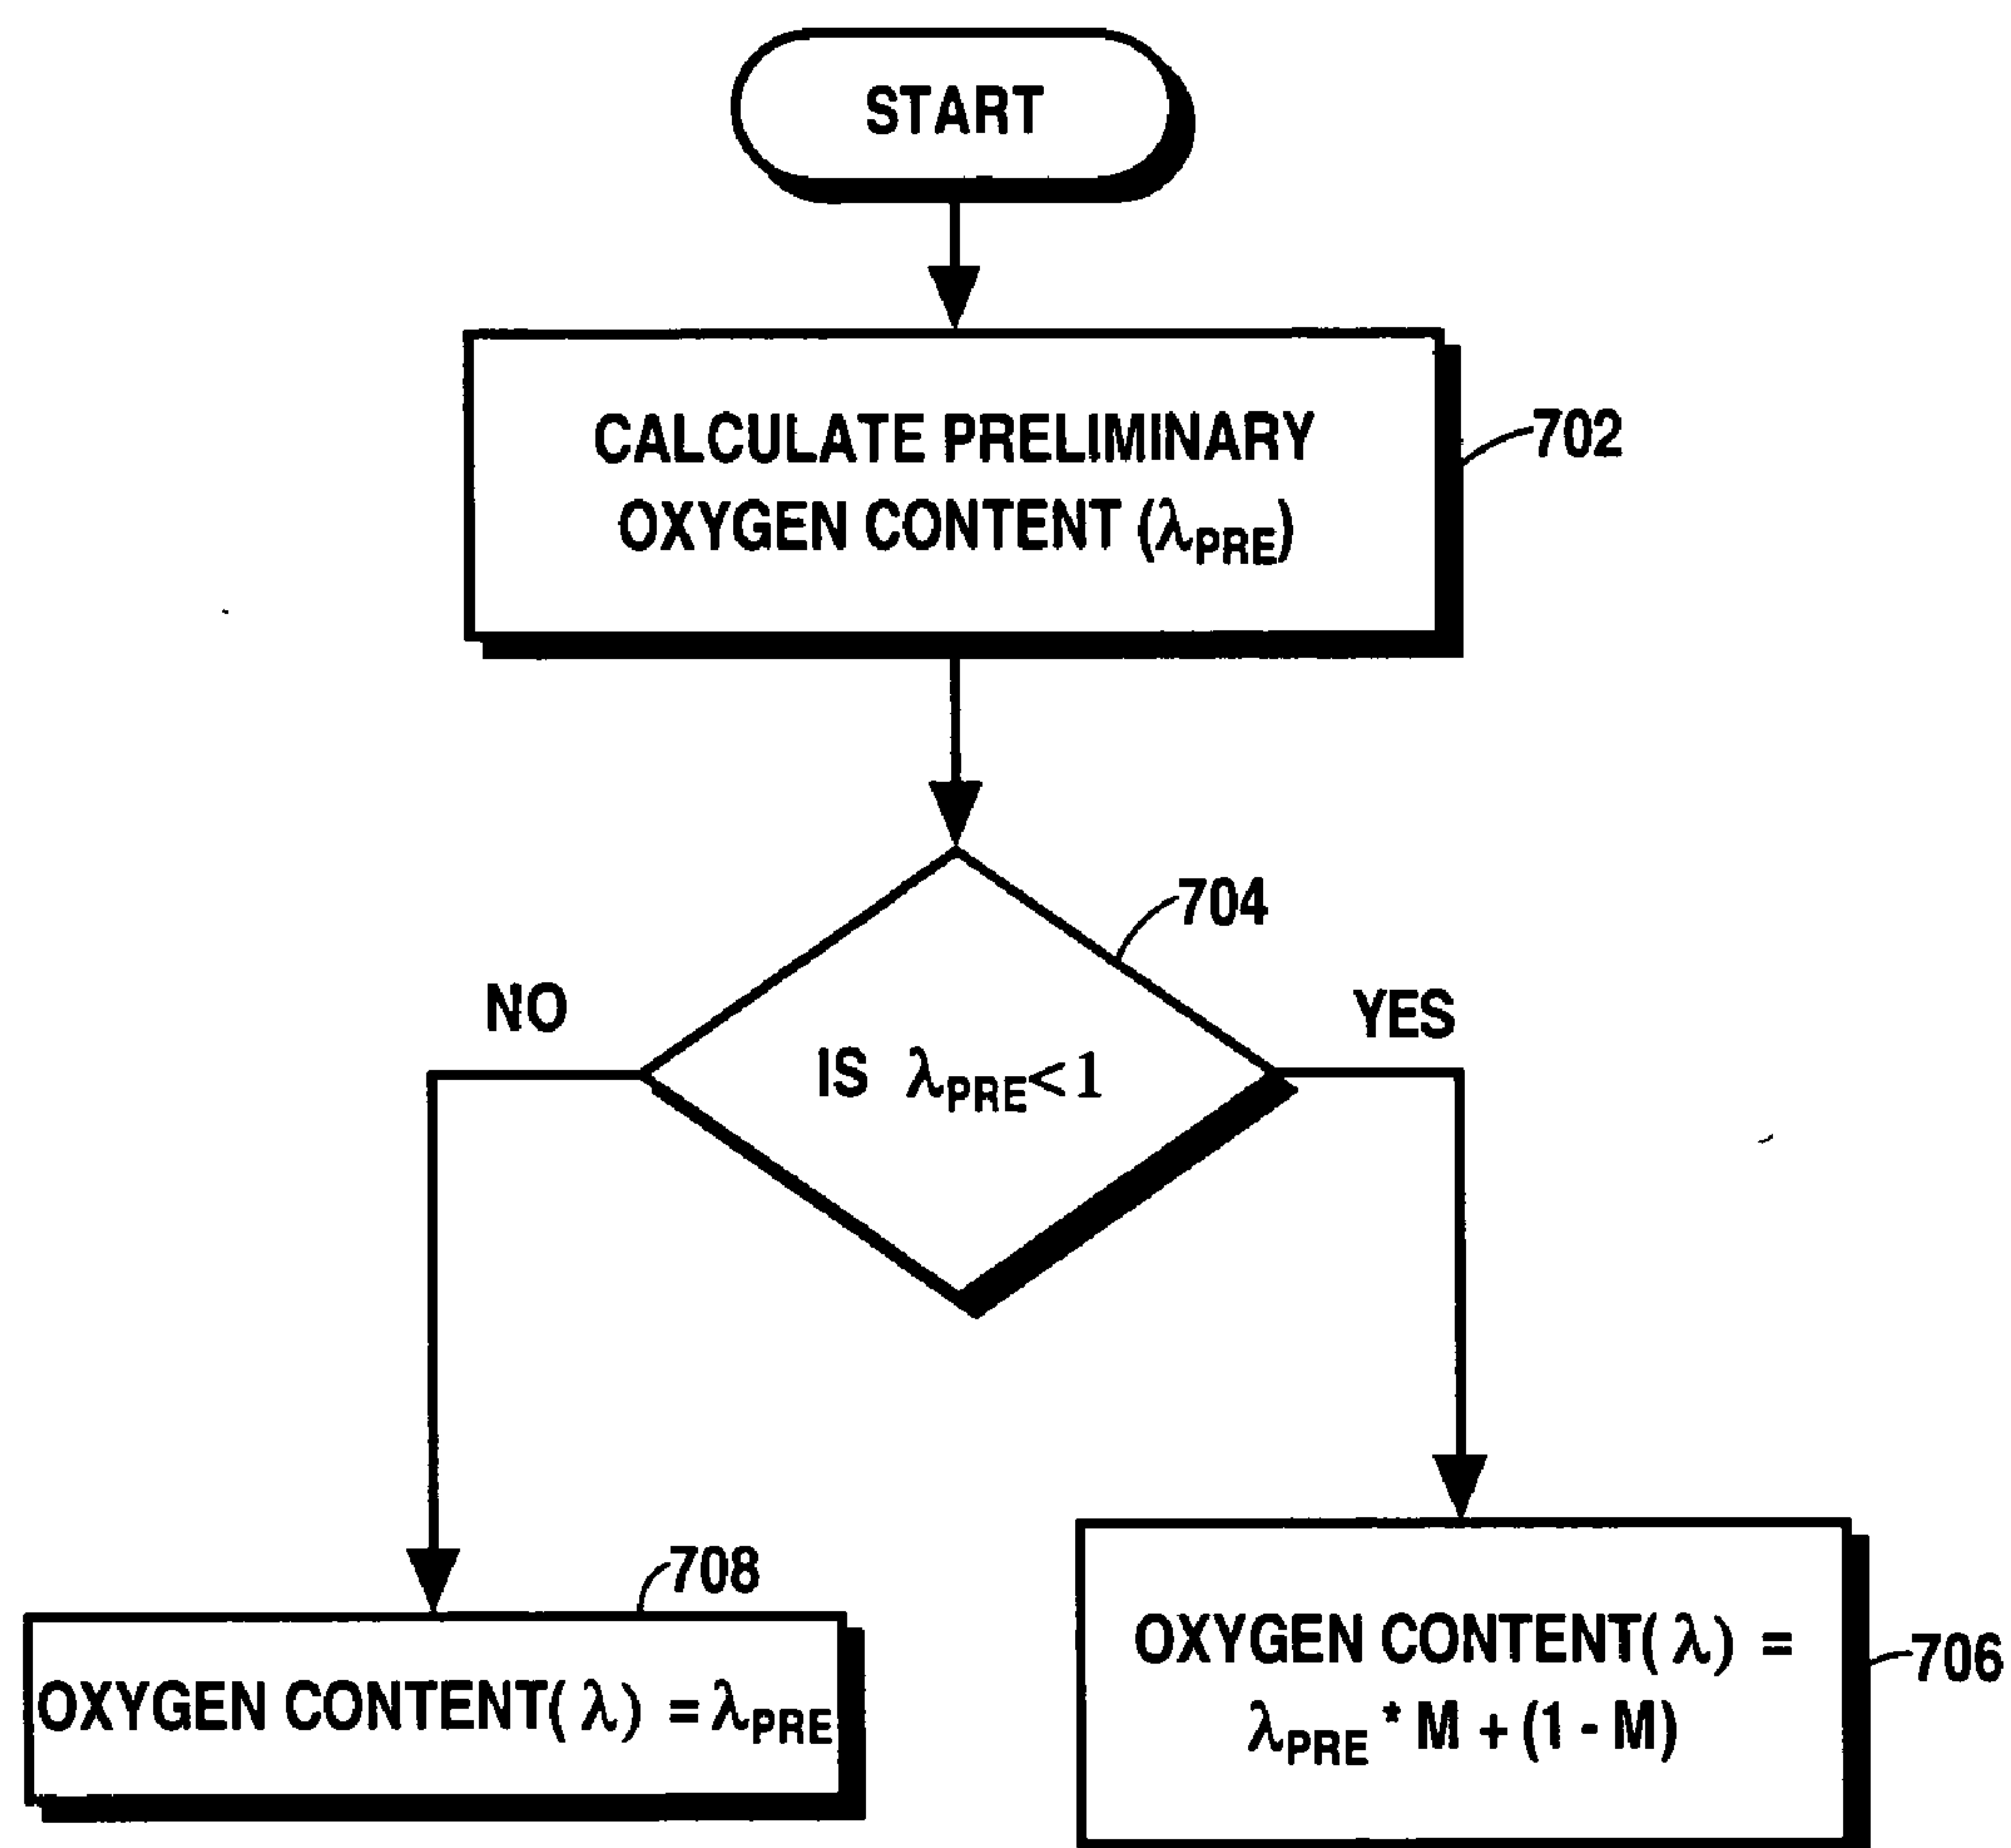 START
CALCULATE PRELIMINARY
OXYGEN CONTENT (λPRE)
702
704
NO
YES
IS λPRE<1
708
OXYGEN CONTENT(λ) = λPRE
OXYGEN CONTENT(λ) =
λPRE * M + (1 - M)
706